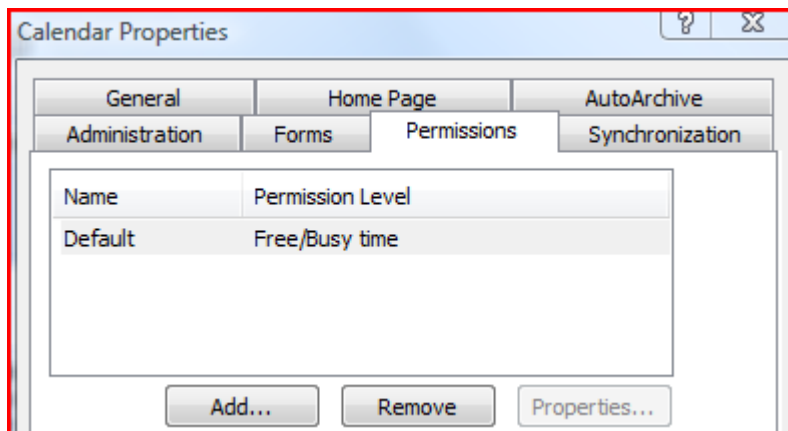 Calendar Properties
General Home Page AutoArchive
Administration Forms Permissions Synchronization
Name Permission Level
Default Free/Busy time
Add... Remove Properties...